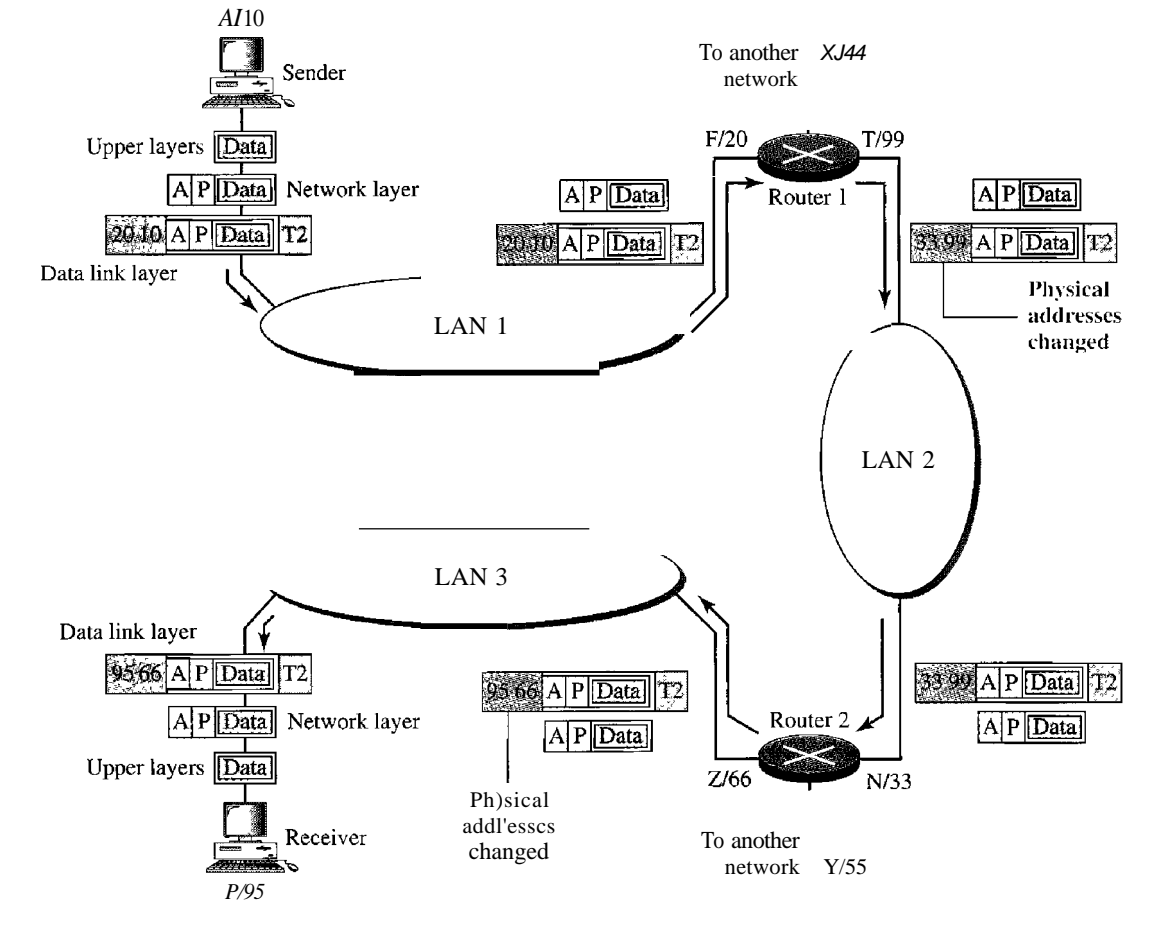 AI10
Sender
To another XJ44
network
Upper layers Data
F/20 T/99
A P Data Network layer
A P Data
Router 1
A P Data
20 10 A P Data T2
20 10 A P Data T2
33 99 A P Data T2
Data link layer
Physical
addresses
changed
LAN 1
LAN 2
LAN 3
Data link layer
95 66 A P Data T2
95 66 A P Data T2
33 99 A P Data T2
A P Data Network layer
A P Data
Router 2
A P Data
Upper layers Data
Z/66 N/33
Ph)sical
addl'esscs
changed
Receiver
To another
network Y/55
P/95